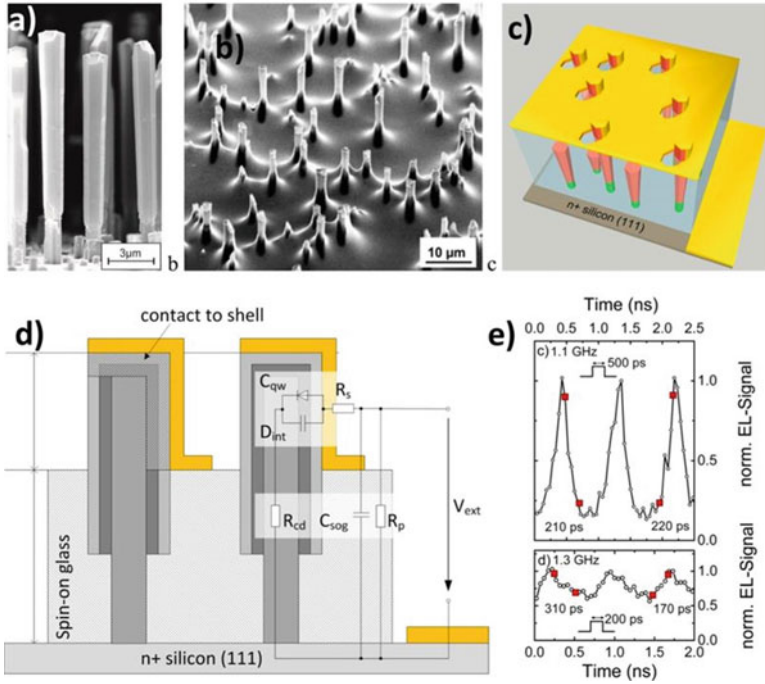 a)
3µm
b
b)
10 µm
c
c)
n+ silicon (111)
d)
contact to shell
C_qw
R_s
D_int
R_cd
C_sog
R_p
V_ext
Spin-on glass
n+ silicon (111)
e)
Time (ns)
0.0 0.5 1.0 1.5 2.0 2.5
c) 1.1 GHz
500 ps
1.0
0.5
0.0
210 ps
220 ps
norm. EL-Signal
d) 1.3 GHz
1.0
0.5
0.0
310 ps
170 ps
200 ps
norm. EL-Signal
0.0 0.5 1.0 1.5 2.0
Time (ns)